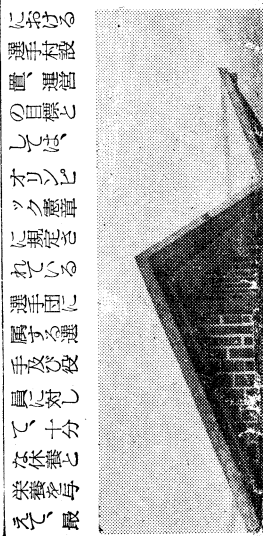 における
選手村設
置、運営
の目標と
しては、
オリンピ
ック憲章
に規定さ
れている
選手団に
属する選
手及び役
員に対し
て、十分
な休養と
栄養を与
えて、最